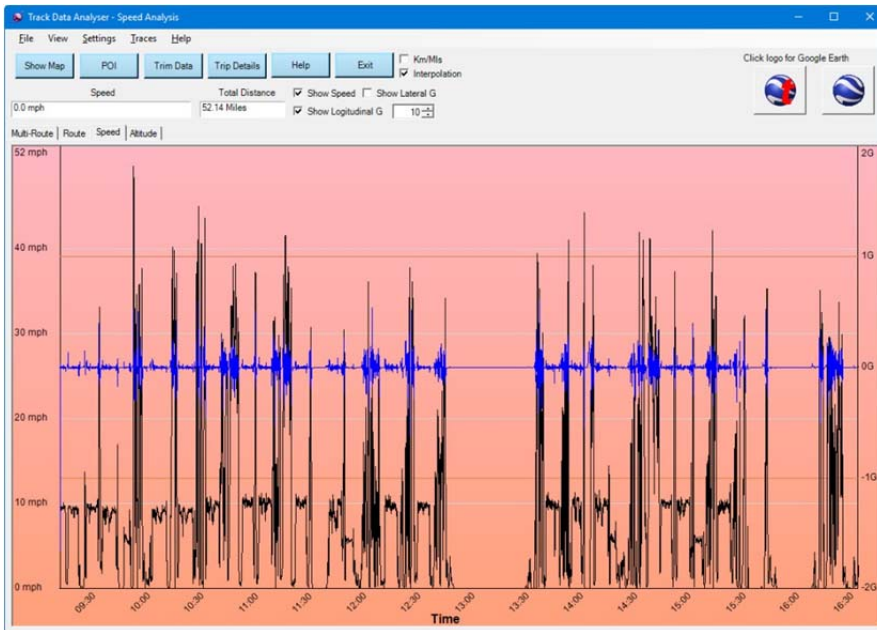 Track Data Analyser - Speed Analysis
File View Settings Traces Help
Show Map POI Trim Data Trip Details Help Exit Km/Mls
Interpolation
Click logo for Google Earth
Speed Total Distance Show Speed Show Lateral G
0.0 mph 52.14 Miles Show Logitudinal G 10
Multi-Route Route Speed Altitude
52 mph 2G
40 mph 1G
30 mph 0G
20 mph
10 mph -1G
0 mph -2G
09:30 10:00 10:30 11:00 11:30 12:00 12:30 13:00 13:30 14:00 14:30 15:00 15:30 16:00 16:30
Time